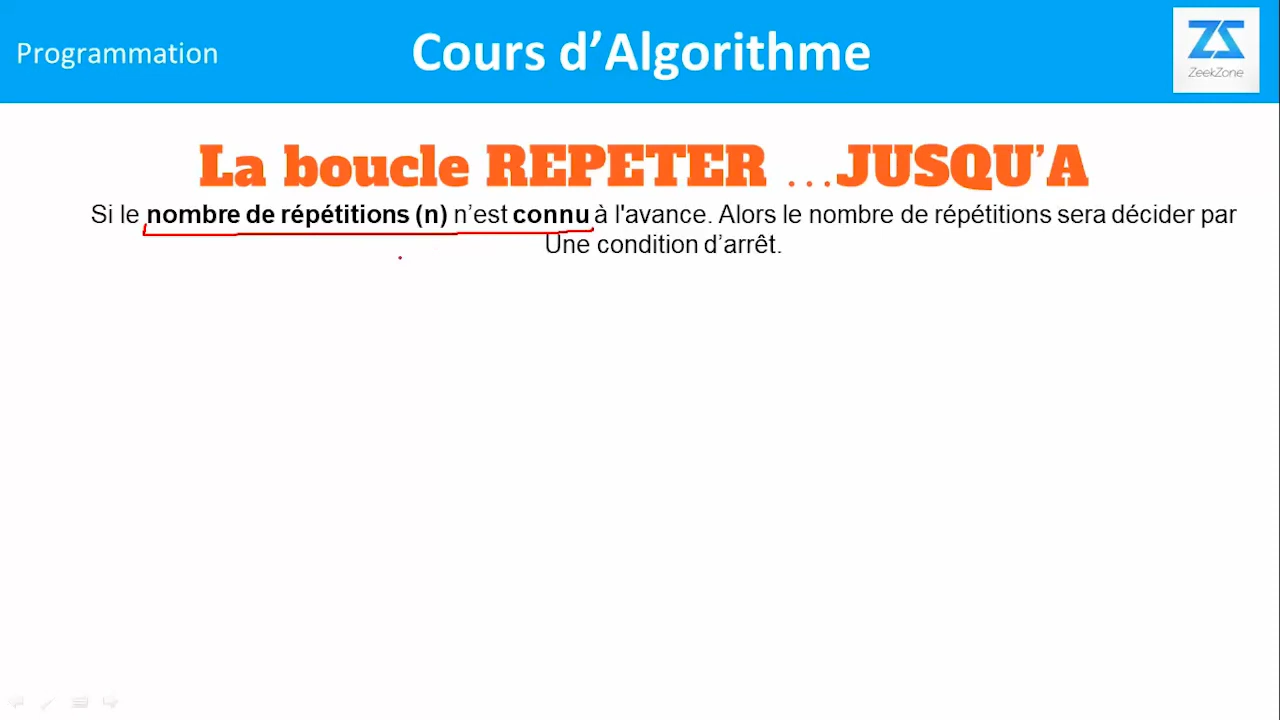 Programmation
Cours d’Algorithme
ZS
ZeekZone
La boucle REPETER ...JUSQU’A
Si le nombre de répétitions (n) n’est connu à l'avance. Alors le nombre de répétitions sera décider par
Une condition d’arrêt.